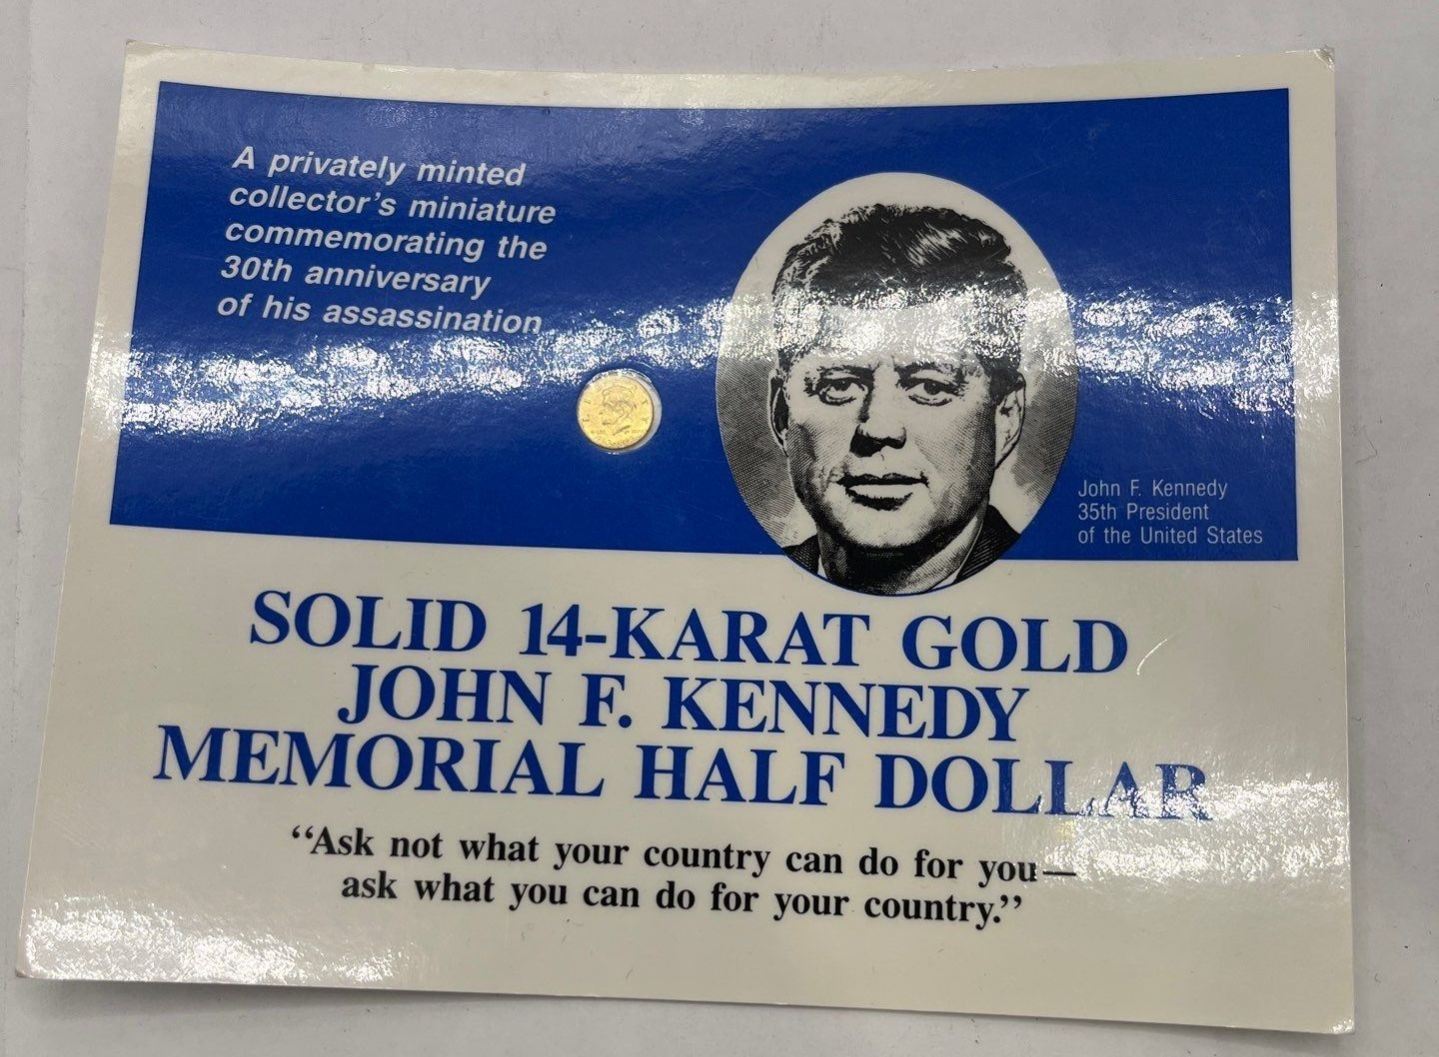 A privately minted
collector's miniature
commemorating the
30th anniversary
of his assassination
John F. Kennedy
35th President
of the United States
SOLID 14-KARAT GOLD
JOHN F. KENNEDY
MEMORIAL HALF DOLLAR
“Ask not what your country can do for you—
ask what you can do for your country.”